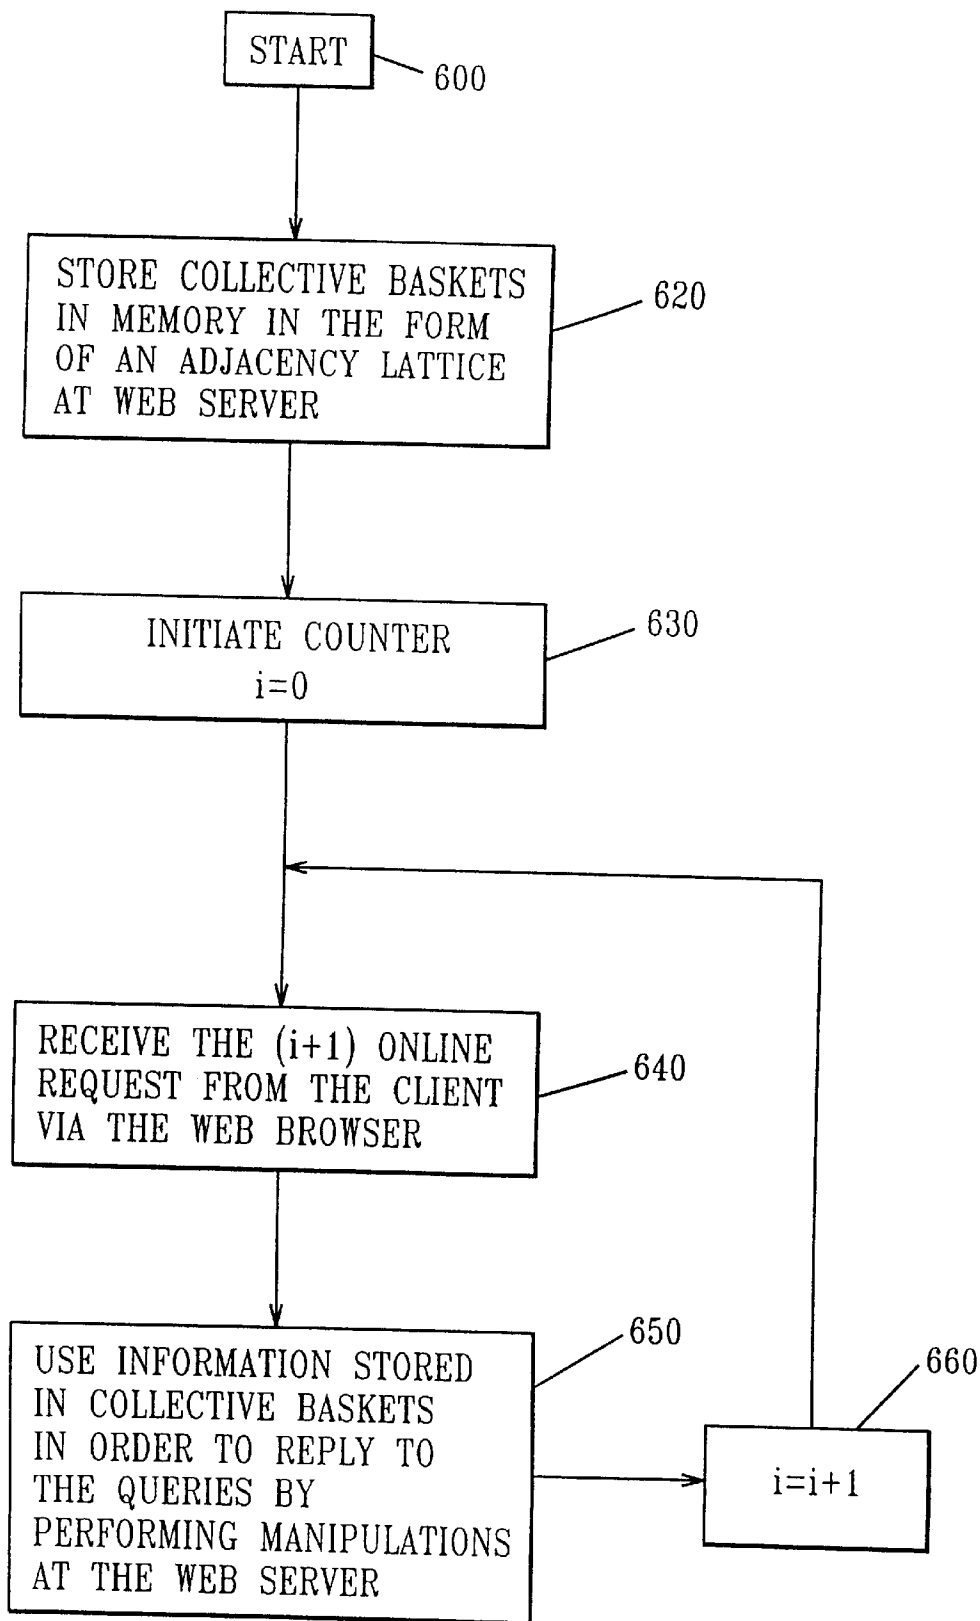 START
600
STORE COLLECTIVE BASKETS
IN MEMORY IN THE FORM
OF AN ADJACENCY LATTICE
AT WEB SERVER
620
INITIATE COUNTER
i=0
630
RECEIVE THE (i+1) ONLINE
REQUEST FROM THE CLIENT
VIA THE WEB BROWSER
640
USE INFORMATION STORED
IN COLLECTIVE BASKETS
IN ORDER TO REPLY TO
THE QUERIES BY
PERFORMING MANIPULATIONS
AT THE WEB SERVER
650
i=i+1
660